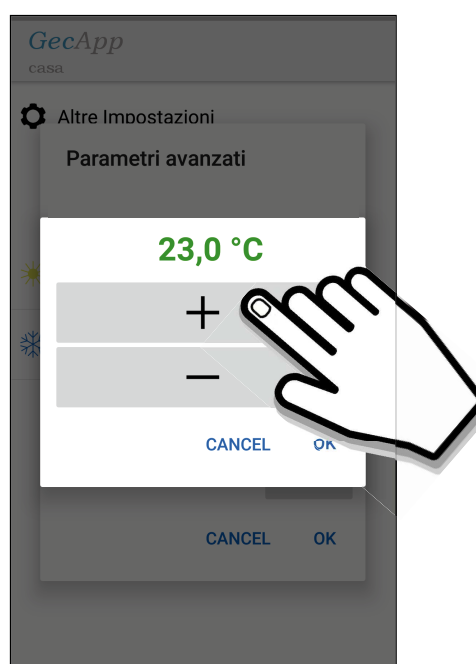 GecApp
casa
Altre Impostazioni
Parametri avanzati
23,0 °C
+
−
CANCEL OK
CANCEL OK